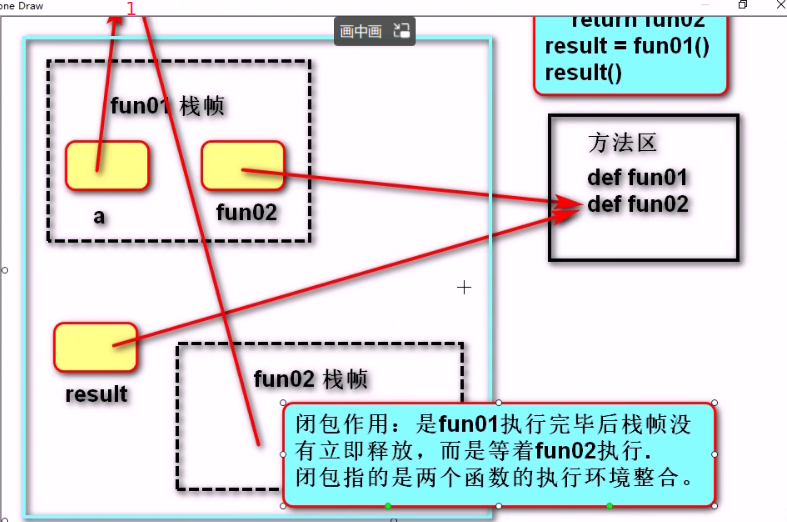 one Draw
1
画中画
return fun02
result = fun01()
result()
fun01 栈帧
方法区
def fun01
def fun02
a
fun02
result
fun02 栈帧
闭包作用：是fun01执行完毕后栈帧没
有立即释放，而是等着fun02执行.
闭包指的是两个函数的执行环境整合。